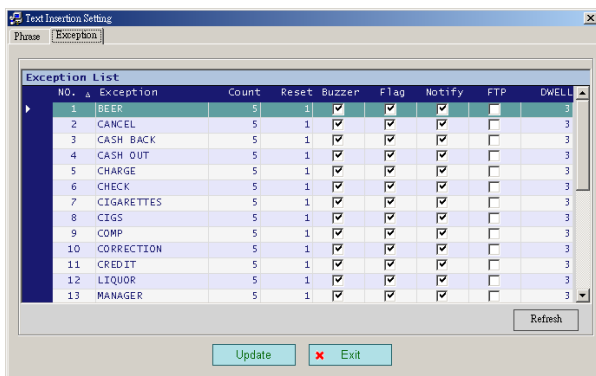 Text Insertion Setting
Phrase Exception
Exception List
NO. Exception Count Reset Buzzer Flag Notify FTP DWELL
1 BEER 5 1 3
2 CANCEL 5 1 3
3 CASH BACK 5 1 3
4 CASH OUT 5 1 3
5 CHARGE 5 1 3
6 CHECK 5 1 3
7 CIGARETTES 5 1 3
8 CIGS 5 1 3
9 COMP 5 1 3
10 CORRECTION 5 1 3
11 CREDIT 5 1 3
12 LIQUOR 5 1 3
13 MANAGER 5 1 3
Refresh
Update Exit